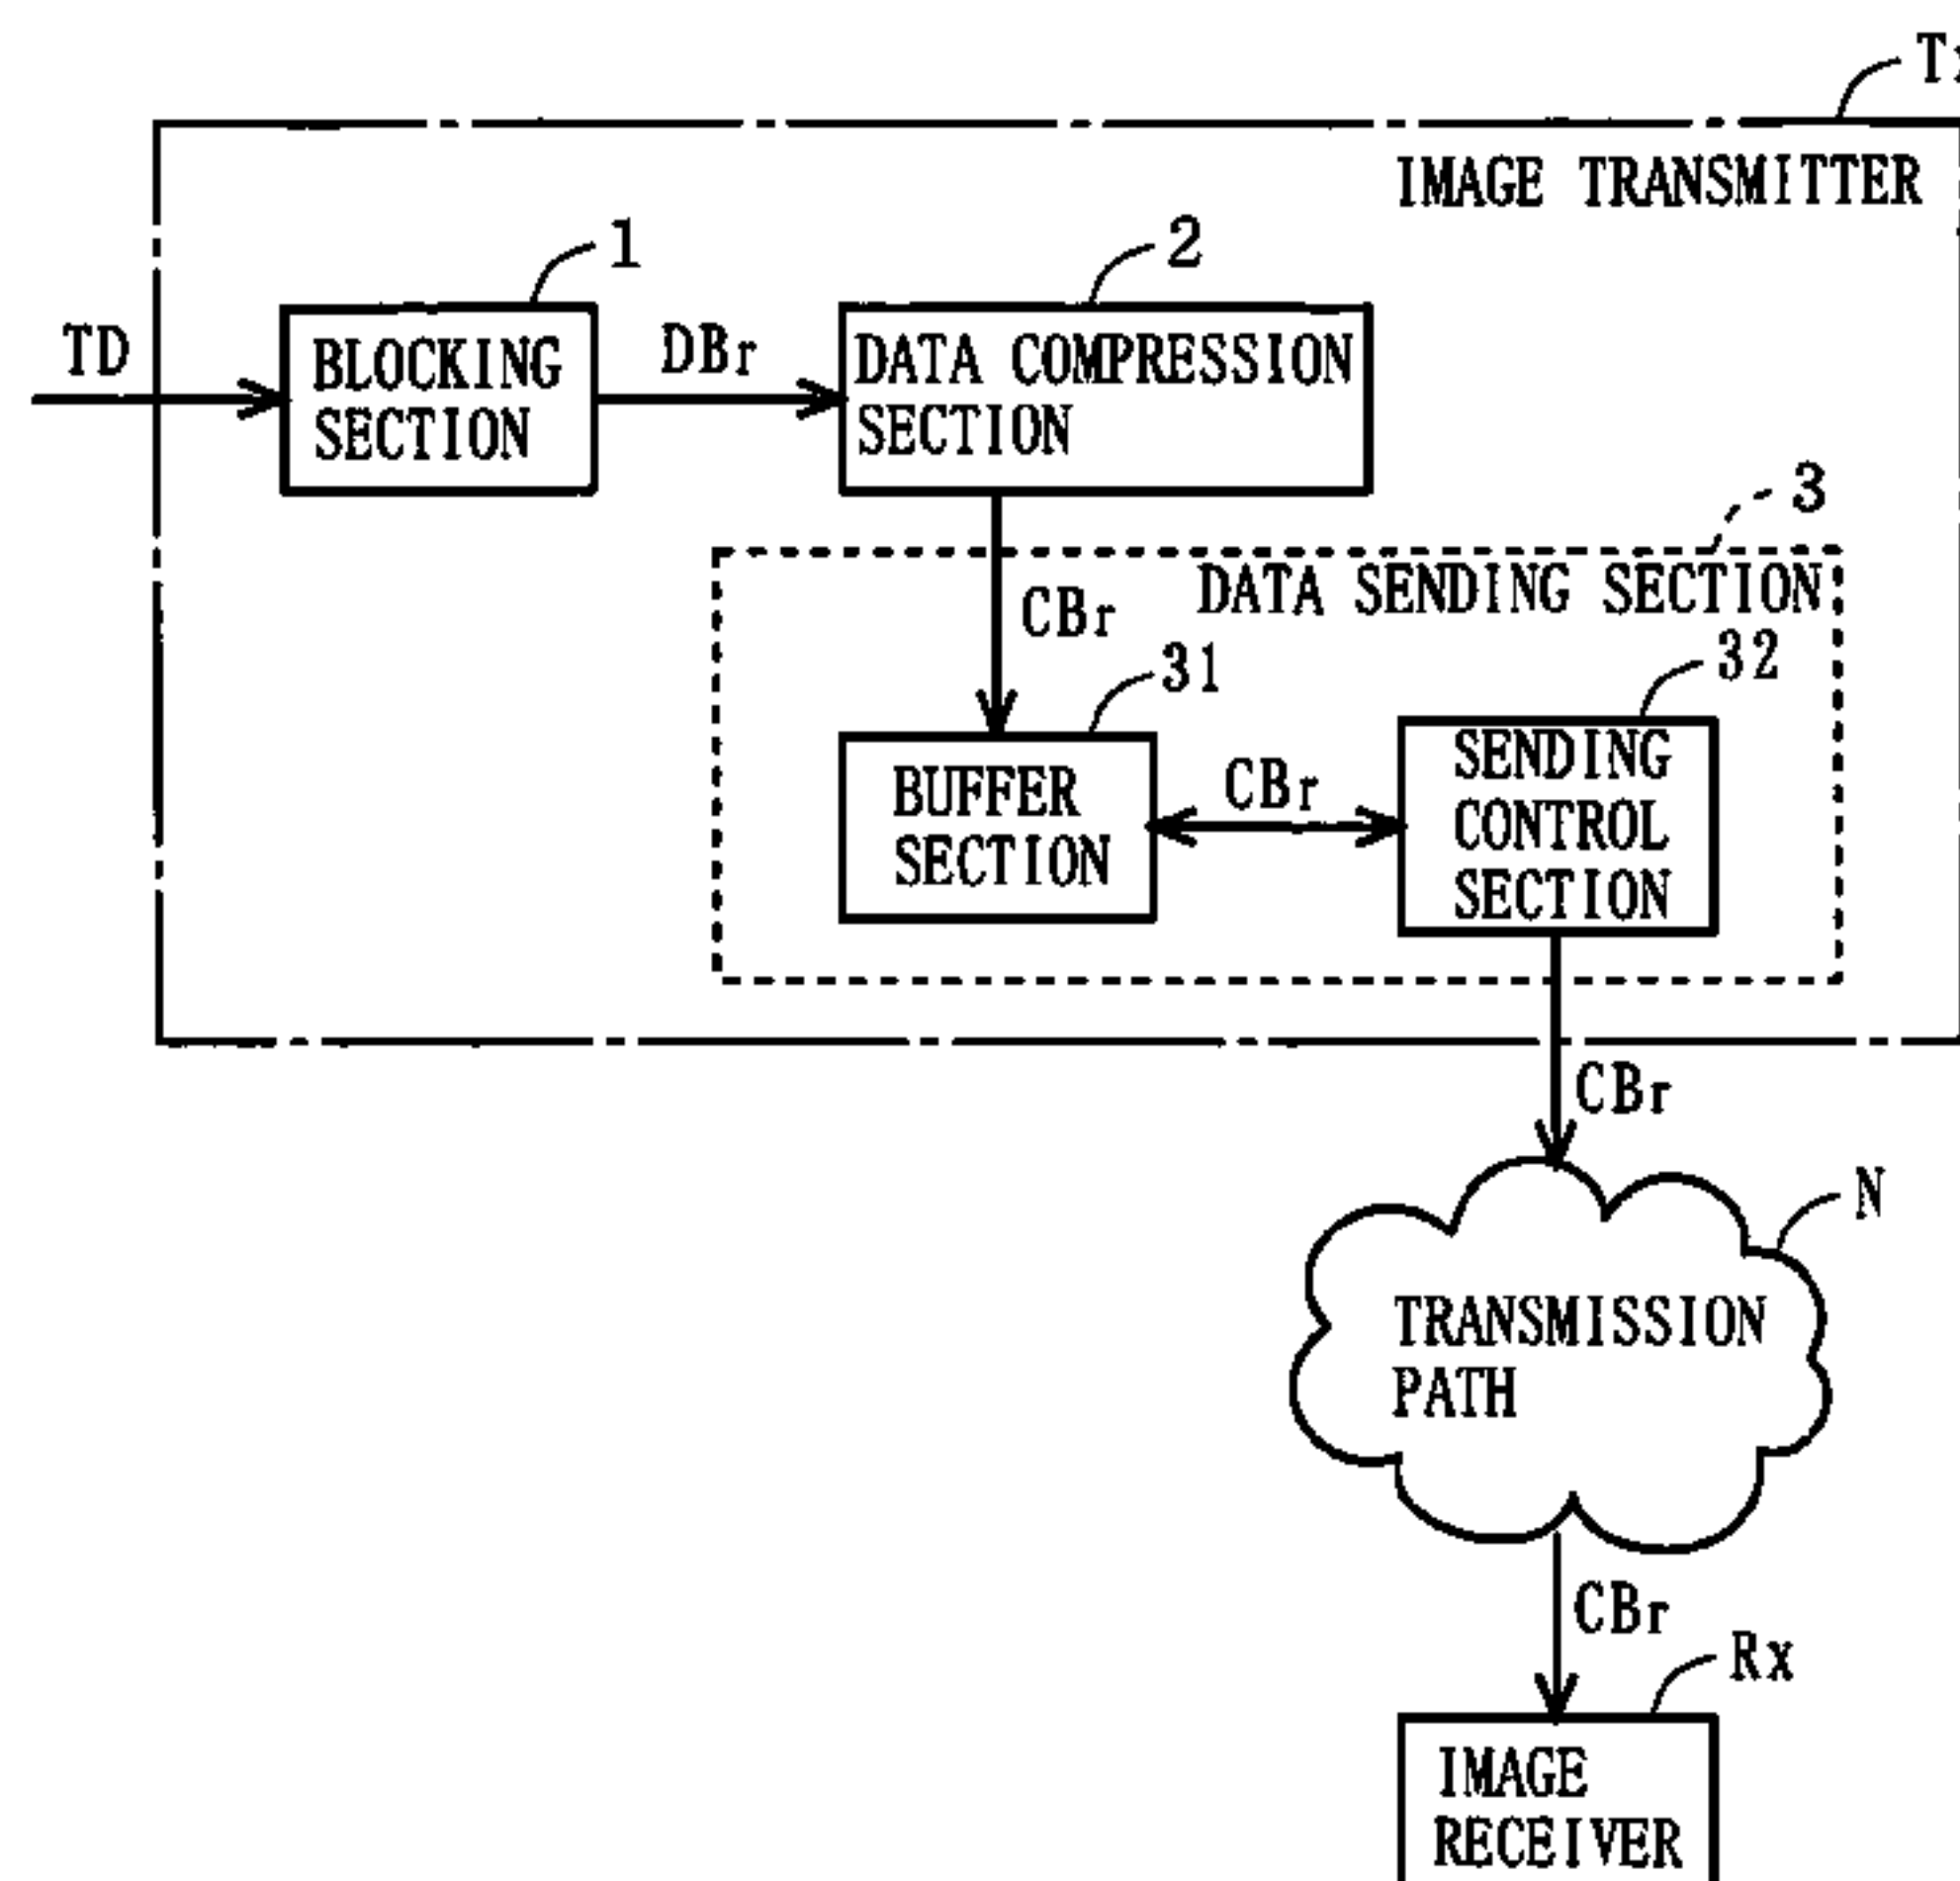 Tx
IMAGE TRANSMITTER
1
2
TD
BLOCKING
SECTION
DBr
DATA COMPRESSION
SECTION
3
DATA SENDING SECTION
CBr
31
32
BUFFER
SECTION
CBr
SENDING
CONTROL
SECTION
CBr
N
TRANSMISSION
PATH
CBr
Rx
IMAGE
RECEIVER